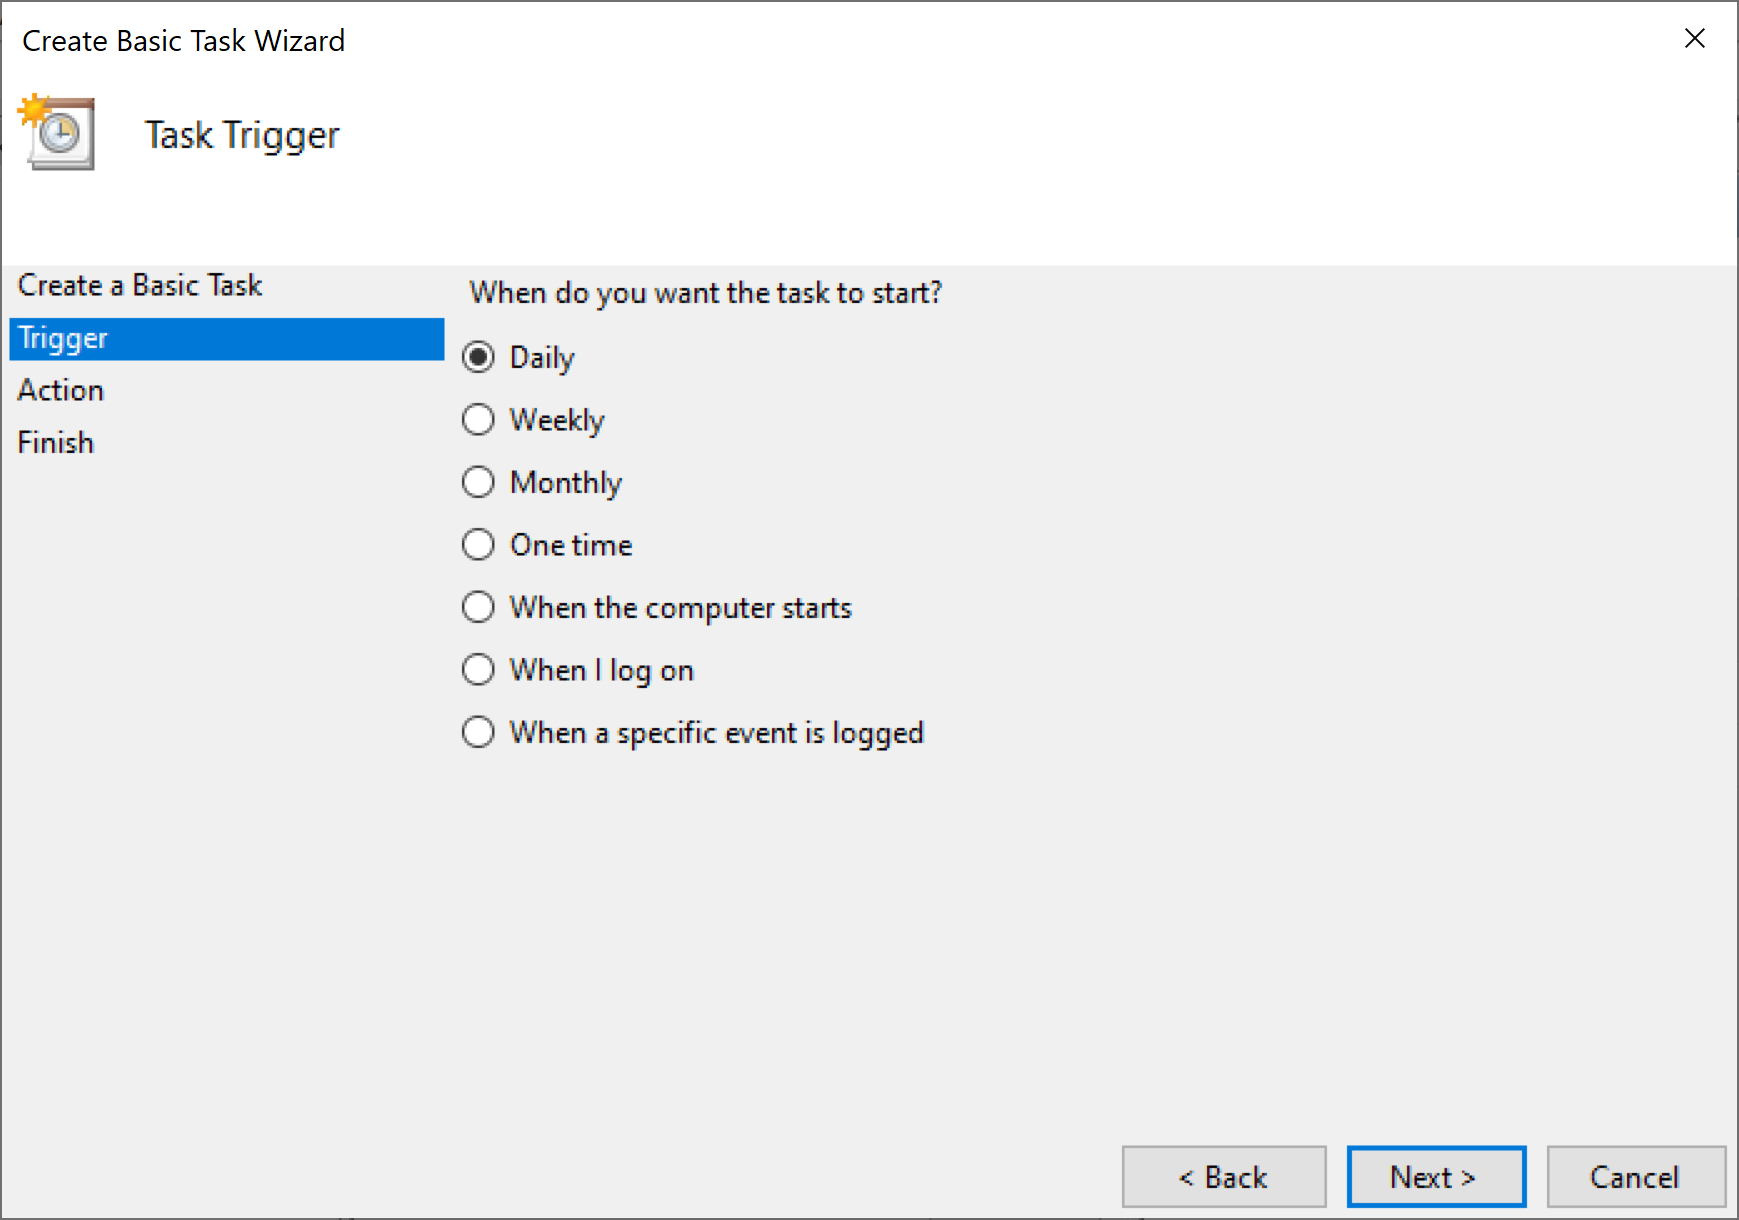 Create Basic Task Wizard
Task Trigger
Create a Basic Task
Trigger
Action
Finish
When do you want the task to start?
Daily
Weekly
Monthly
One time
When the computer starts
When I log on
When a specific event is logged
< Back
Next >
Cancel